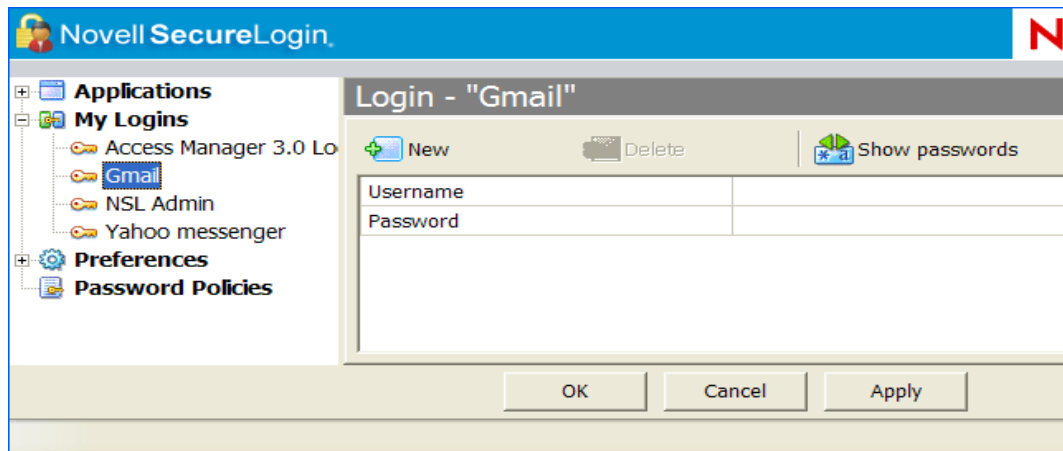 Novell SecureLogin.
N
Applications
My Logins
Access Manager 3.0 Lo
Gmail
NSL Admin
Yahoo messenger
Preferences
Password Policies
Login - "Gmail"
New
Delete
Show passwords
Username
Password
OK
Cancel
Apply